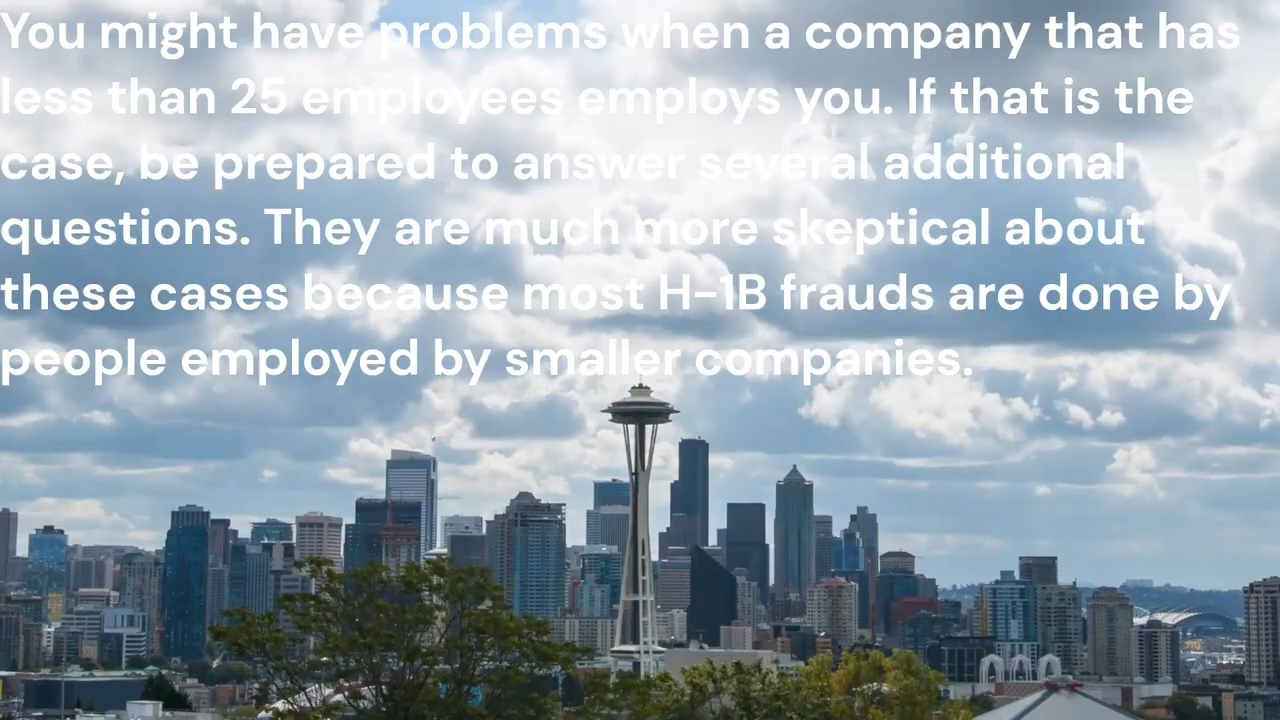 You might have problems when a company that has
less than 25 employees employs you. If that is the
case, be prepared to answer several additional
questions. They are much more skeptical about
these cases because most H-1B frauds are done by
people employed by smaller companies.